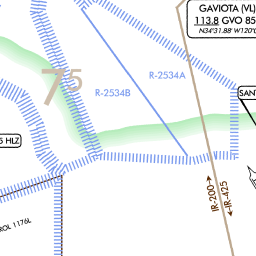 GAVIOTA (VL)
113.8 GVO 85
N34°31.88' W120°0
R-2534A
75
R-2534B
SANT
5 HLZ
IR-200
IR-425
ROL 1176L